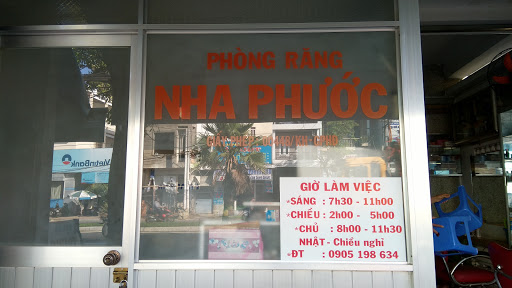 PHÒNG RĂNG
NHA PHƯỚC
VietinBank
GIỜ LÀM VIỆC
*SÁNG : 7h30 - 11h00
*CHIỀU : 2h00 - 5h00
*CHỦ : 8h00 - 11h30
NHẬT - Chiều nghỉ
*ĐT : 0905 198 634